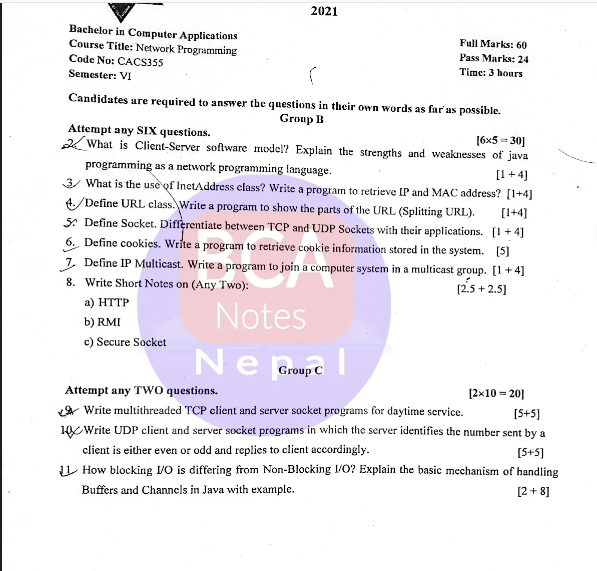 2021
Bachelor in Computer Applications
Course Title: Network Programming
Code No: CACS355
Semester: VI
Full Marks: 60
Pass Marks: 24
Time: 3 hours
Candidates are required to answer the questions in their own words as far as possible.
Group B
Attempt any SIX questions. [6x5 = 30]
2. What is Client-Server software model? Explain the strengths and weaknesses of java
programming as a network programming language. [1 + 4]
3. What is the use of InetAddress class? Write a program to retrieve IP and MAC address? [1+4]
4. Define URL class. Write a program to show the parts of the URL (Splitting URL). [1+4]
5. Define Socket. Differentiate between TCP and UDP Sockets with their applications. [1 + 4]
6. Define cookies. Write a program to retrieve cookie information stored in the system. [5]
7. Define IP Multicast. Write a program to join a computer system in a multicast group. [1 + 4]
8. Write Short Notes on (Any Two): [2.5 + 2.5]
a) HTTP
b) RMI
c) Secure Socket
BCA
Notes
Nepal
Group C
Attempt any TWO questions. [2×10 = 20]
9. Write multithreaded TCP client and server socket programs for daytime service. [5+5]
10. Write UDP client and server socket programs in which the server identifies the number sent by a
client is either even or odd and replies to client accordingly. [5+5]
11. How blocking I/O is differing from Non-Blocking I/O? Explain the basic mechanism of handling
Buffers and Channels in Java with example. [2 + 8]